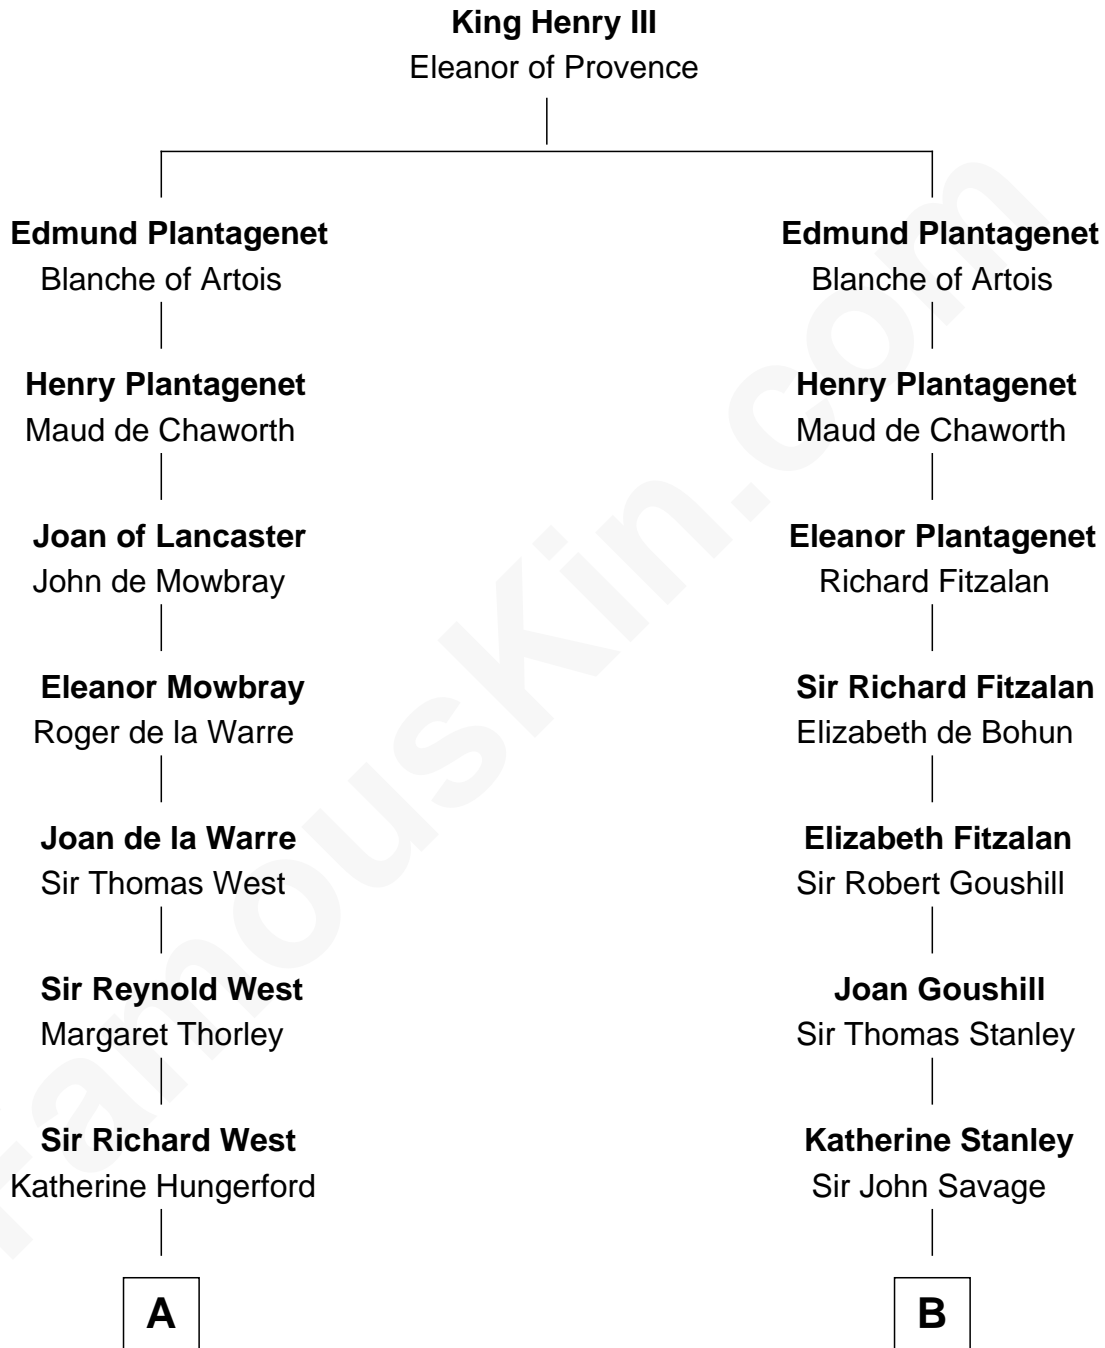 King Henry III
Eleanor of Provence
Edmund Plantagenet
Blanche of Artois
Henry Plantagenet
Maud de Chaworth
Joan of Lancaster
John de Mowbray
Eleanor Mowbray
Roger de la Warre
Joan de la Warre
Sir Thomas West
Sir Reynold West
Margaret Thorley
Sir Richard West
Katherine Hungerford
A
Edmund Plantagenet
Blanche of Artois
Henry Plantagenet
Maud de Chaworth
Eleanor Plantagenet
Richard Fitzalan
Sir Richard Fitzalan
Elizabeth de Bohun
Elizabeth Fitzalan
Sir Robert Goushill
Joan Goushill
Sir Thomas Stanley
Katherine Stanley
Sir John Savage
B
FamousKin.com